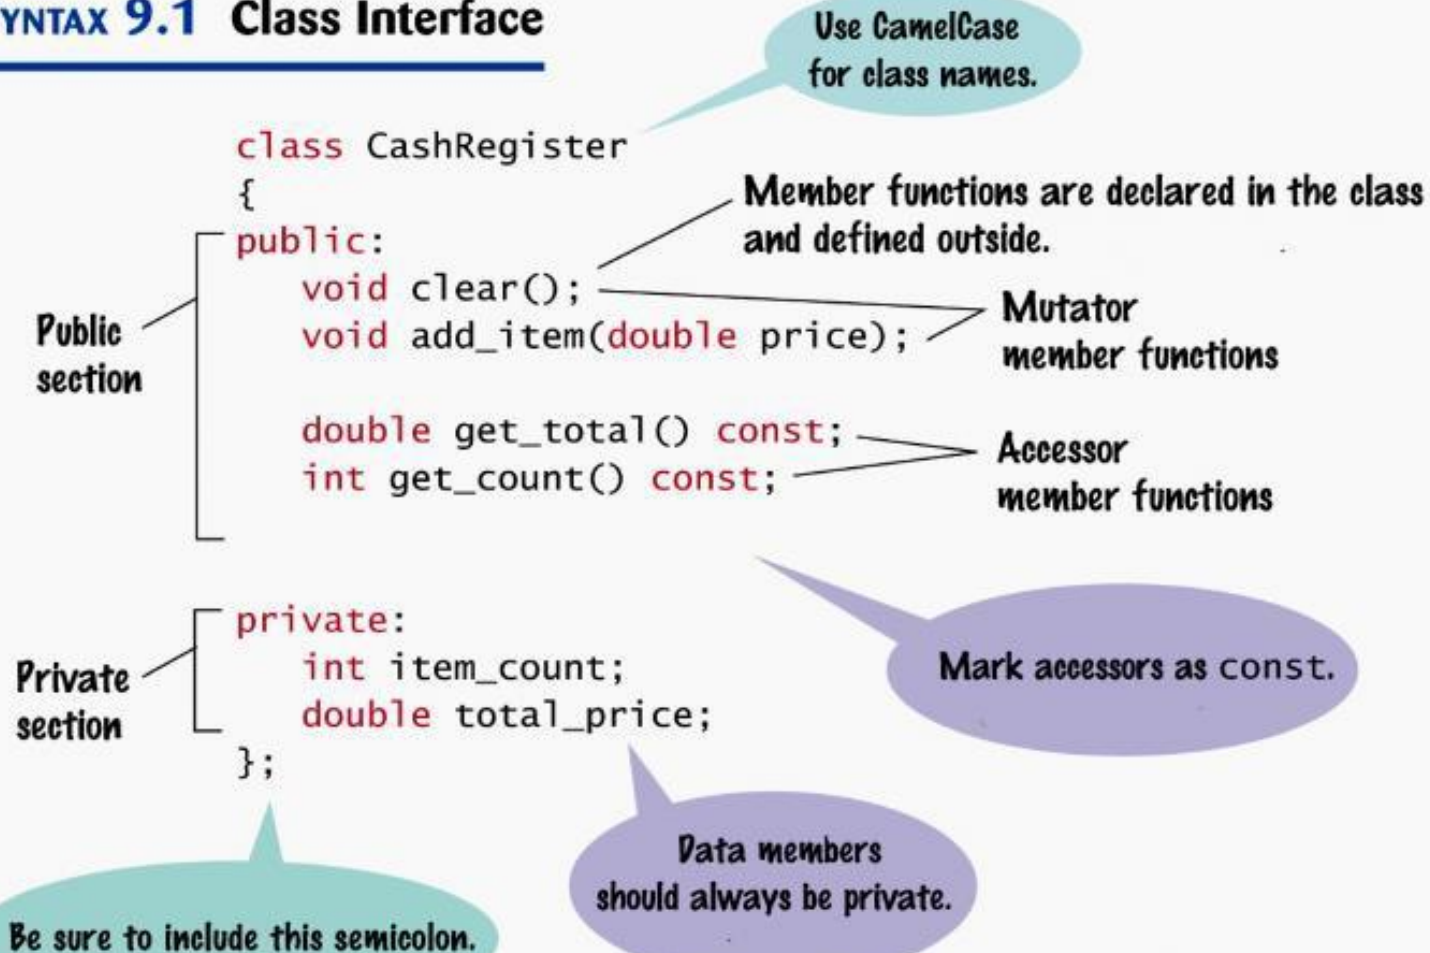 YNTAX 9.1 Class Interface
Use CamelCase
for class names.
class CashRegister
{
Member functions are declared in the class
and defined outside.
public:
void clear();
void add_item(double price);
Mutator
member functions
Public
section
double get_total() const;
int get_count() const;
Accessor
member functions
private:
int item_count;
double total_price;
};
Private
section
Mark accessors as const.
Data members
should always be private.
Be sure to include this semicolon.